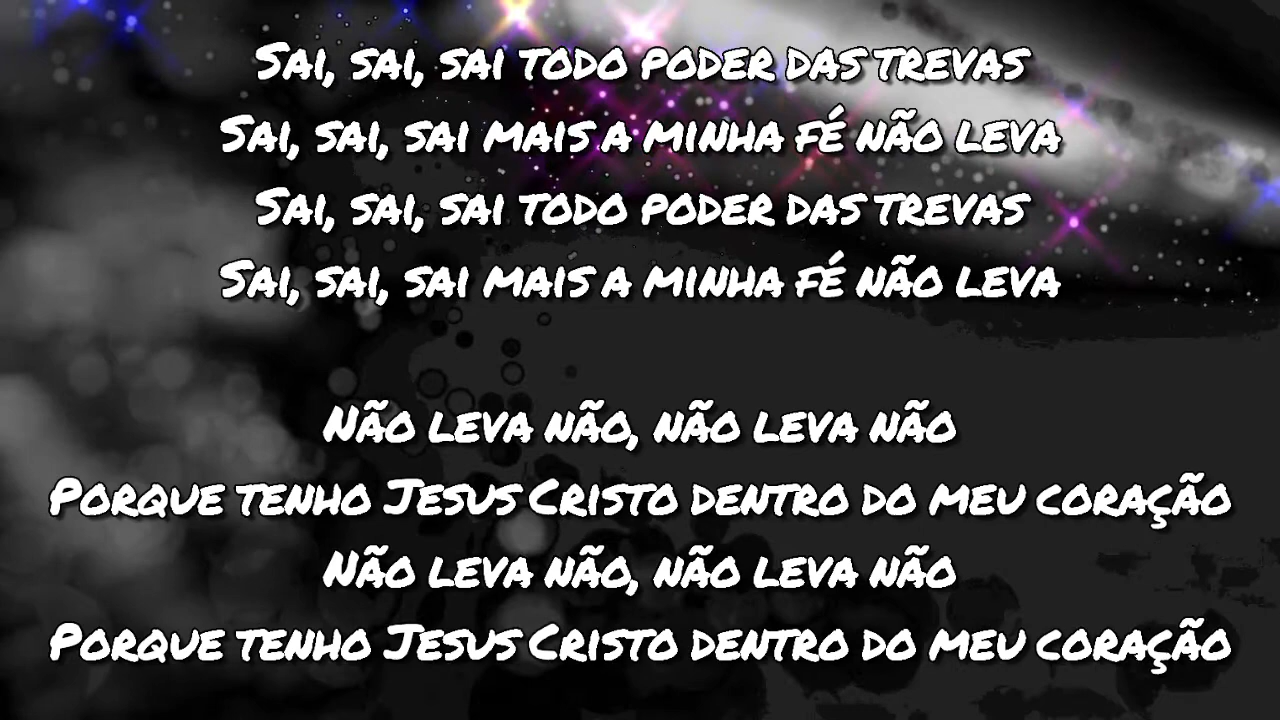 Sai, sai, sai todo poder das trevas
Sai, sai, sai mais a minha fé não leva
Sai, sai, sai todo poder das trevas
Sai, sai, sai mais a minha fé não leva
Não leva não, não leva não
Porque tenho Jesus Cristo dentro do meu coração
Não leva não, não leva não
Porque tenho Jesus Cristo dentro do meu coração